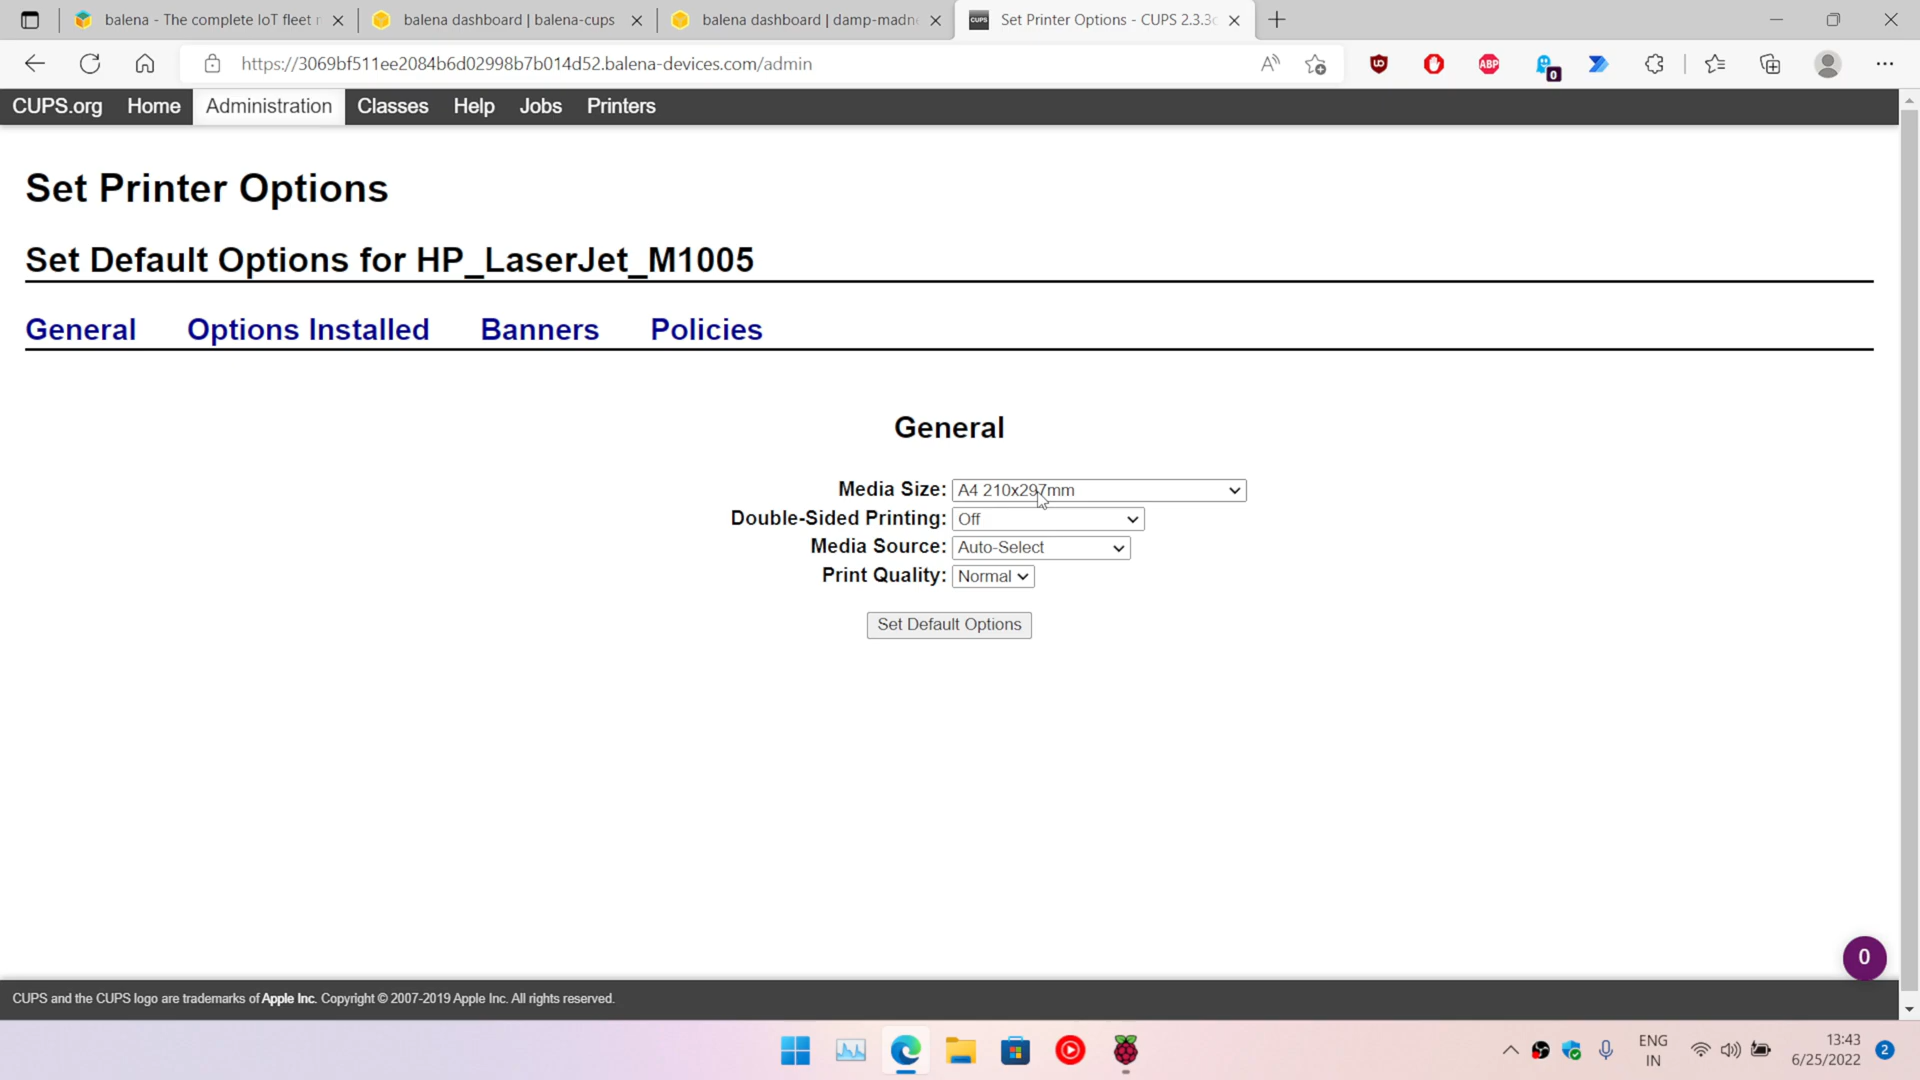 balena - The complete IoT fleet
balena dashboard | balena-cups
balena dashboard | damp-madn
CUPS
Set Printer Options - CUPS 2.3.3
https://3069bf511ee2084b6d02998b7b014d52.balena-devices.com/admin
ABP
0
CUPS.org Home Administration Classes Help Jobs Printers
Set Printer Options
Set Default Options for HP_LaserJet_M1005
General Options Installed Banners Policies
General
Media Size: A4 210x297mm
Double-Sided Printing: Off
Media Source: Auto-Select
Print Quality: Normal
Set Default Options
0
CUPS and the CUPS logo are trademarks of Apple Inc. Copyright © 2007-2019 Apple Inc. All rights reserved.
ENG
IN
13:43
6/25/2022
2